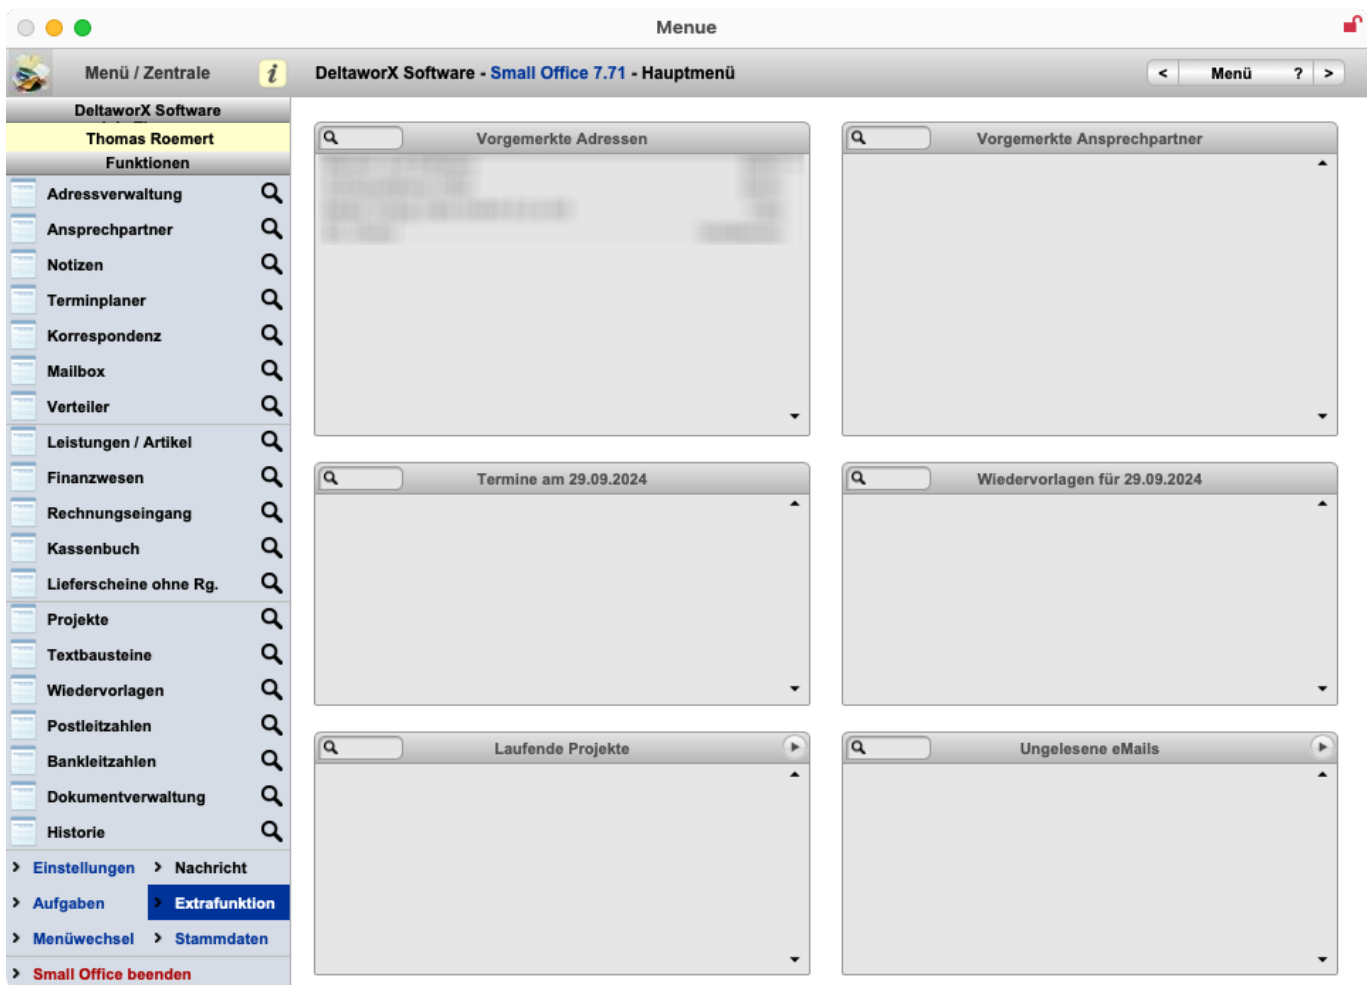 Menue
Menü / Zentrale
i
DeltaworX Software - Small Office 7.71 - Hauptmenü
< Menü ? >
DeltaworX Software
Thomas Roemert
Funktionen
Adressverwaltung
Ansprechpartner
Notizen
Terminplaner
Korrespondenz
Mailbox
Verteiler
Leistungen / Artikel
Finanzwesen
Rechnungseingang
Kassenbuch
Lieferscheine ohne Rg.
Projekte
Textbausteine
Wiedervorlagen
Postleitzahlen
Bankleitzahlen
Dokumentverwaltung
Historie
> Einstellungen > Nachricht
> Aufgaben > Extrafunktion
> Menüwechsel > Stammdaten
> Small Office beenden
Vorgemerkte Adressen
Vorgemerkte Ansprechpartner
Termine am 29.09.2024
Wiedervorlagen für 29.09.2024
Laufende Projekte
Ungelesene eMails